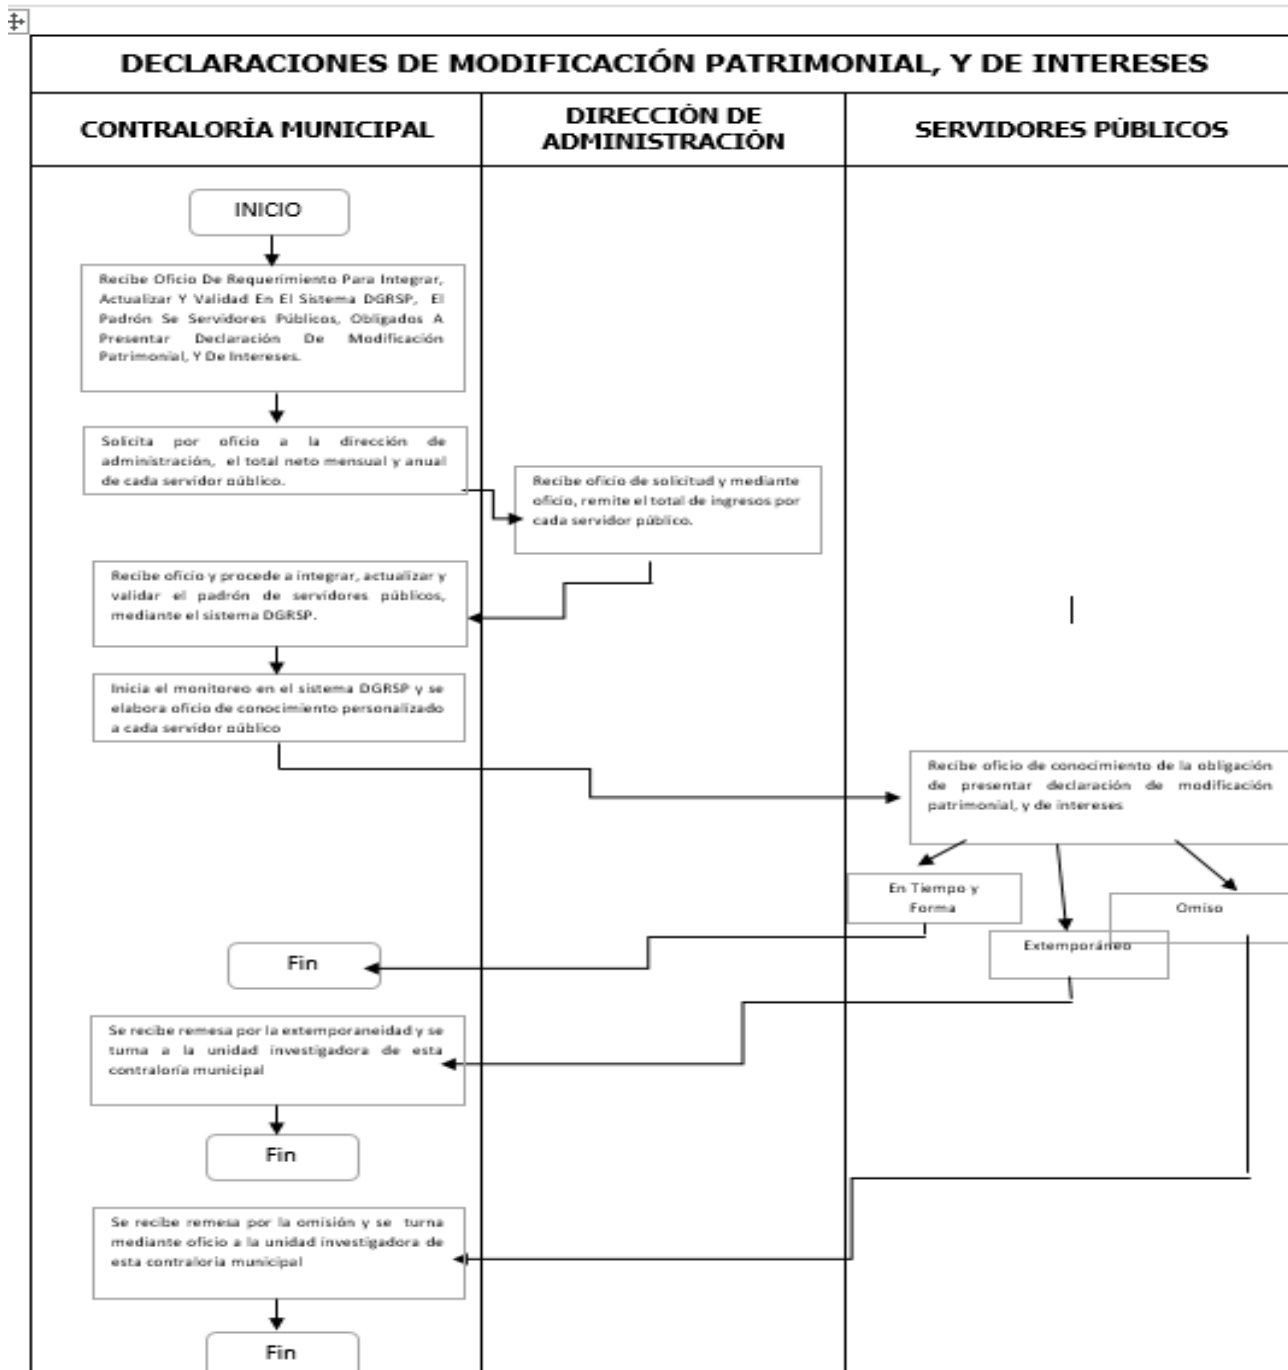 DECLARACIONES DE MODIFICACIÓN PATRIMONIAL, Y DE INTERESES
CONTRALORÍA MUNICIPAL
DIRECCIÓN DE
ADMINISTRACIÓN
SERVIDORES PÚBLICOS
INICIO
Recibe Oficio De Requerimiento Para Integrar,
Actualizar Y Validad En El Sistema DGRSP, El
Padrón Se Servidores Públicos, Obligados A
Presentar Declaración De Modificación
Patrimonial, Y De Intereses.
Solicita por oficio a la dirección de
administración, el total neto mensual y anual
de cada servidor público.
Recibe oficio de solicitud y mediante
oficio, remite el total de ingresos por
cada servidor público.
Recibe oficio y procede a integrar, actualizar y
validar el padrón de servidores públicos,
mediante el sistema DGRSP.
Inicia el monitoreo en el sistema DGRSP y se
elabora oficio de conocimiento personalizado
a cada servidor público
Recibe oficio de conocimiento de la obligación
de presentar declaración de modificación
patrimonial, y de intereses
En Tiempo y
Forma
Omiso
Extemporáneo
Fin
Se recibe remesa por la extemporaneidad y se
turna a la unidad investigadora de esta
contraloría municipal
Fin
Se recibe remesa por la omisión y se turna
mediante oficio a la unidad investigadora de
esta contraloria municipal
Fin